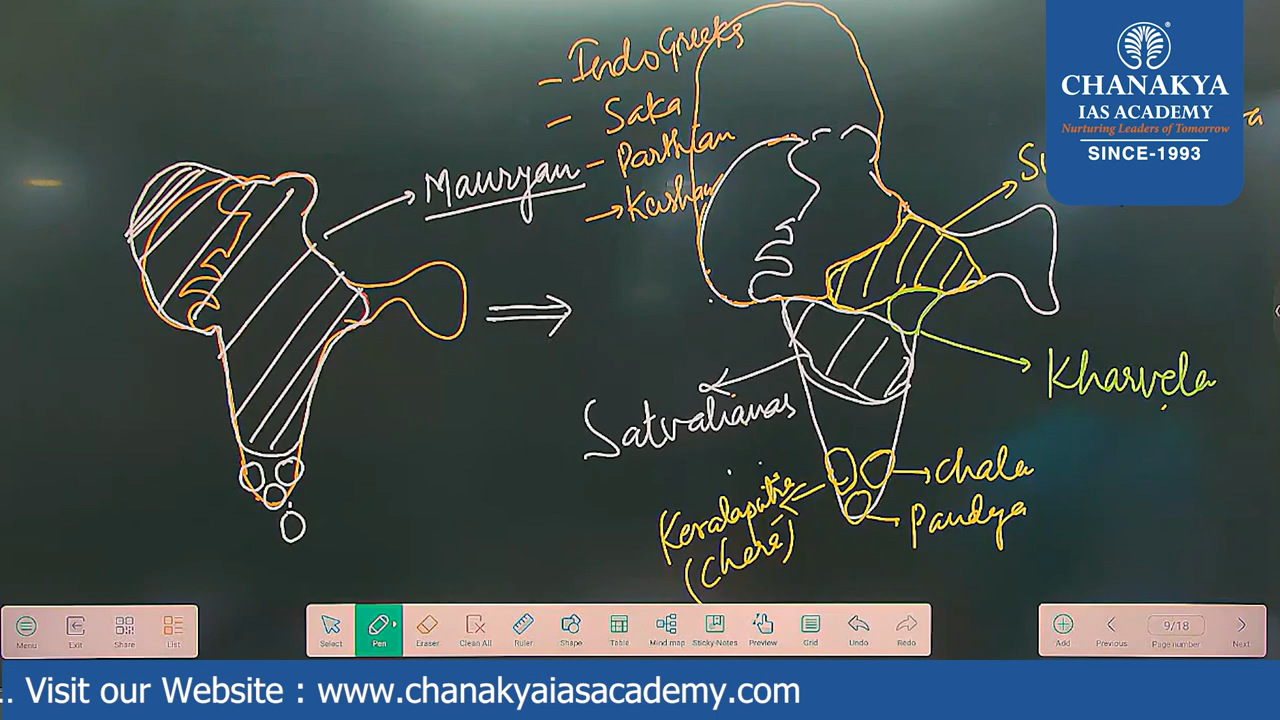 - Indo Greeks
- Saka
- Parthian
→ Kushan
Mauryan
Su
a
CHANAKYA
IAS ACADEMY
Nurturing Leaders of Tomorrow
SINCE-1993
Kharvela
Satvahanas
Chola
Pandya
Keralaputra
(Chera)
Menu
Exit
Share
List
Select
Pen
Eraser
Clean All
Ruler
Shape
Table
Mind map
Sticky-Notes
Preview
Grid
Undo
Redo
Add
Previous
9/18
Page number
Next
.. Visit our Website : www.chanakyaiasacademy.com